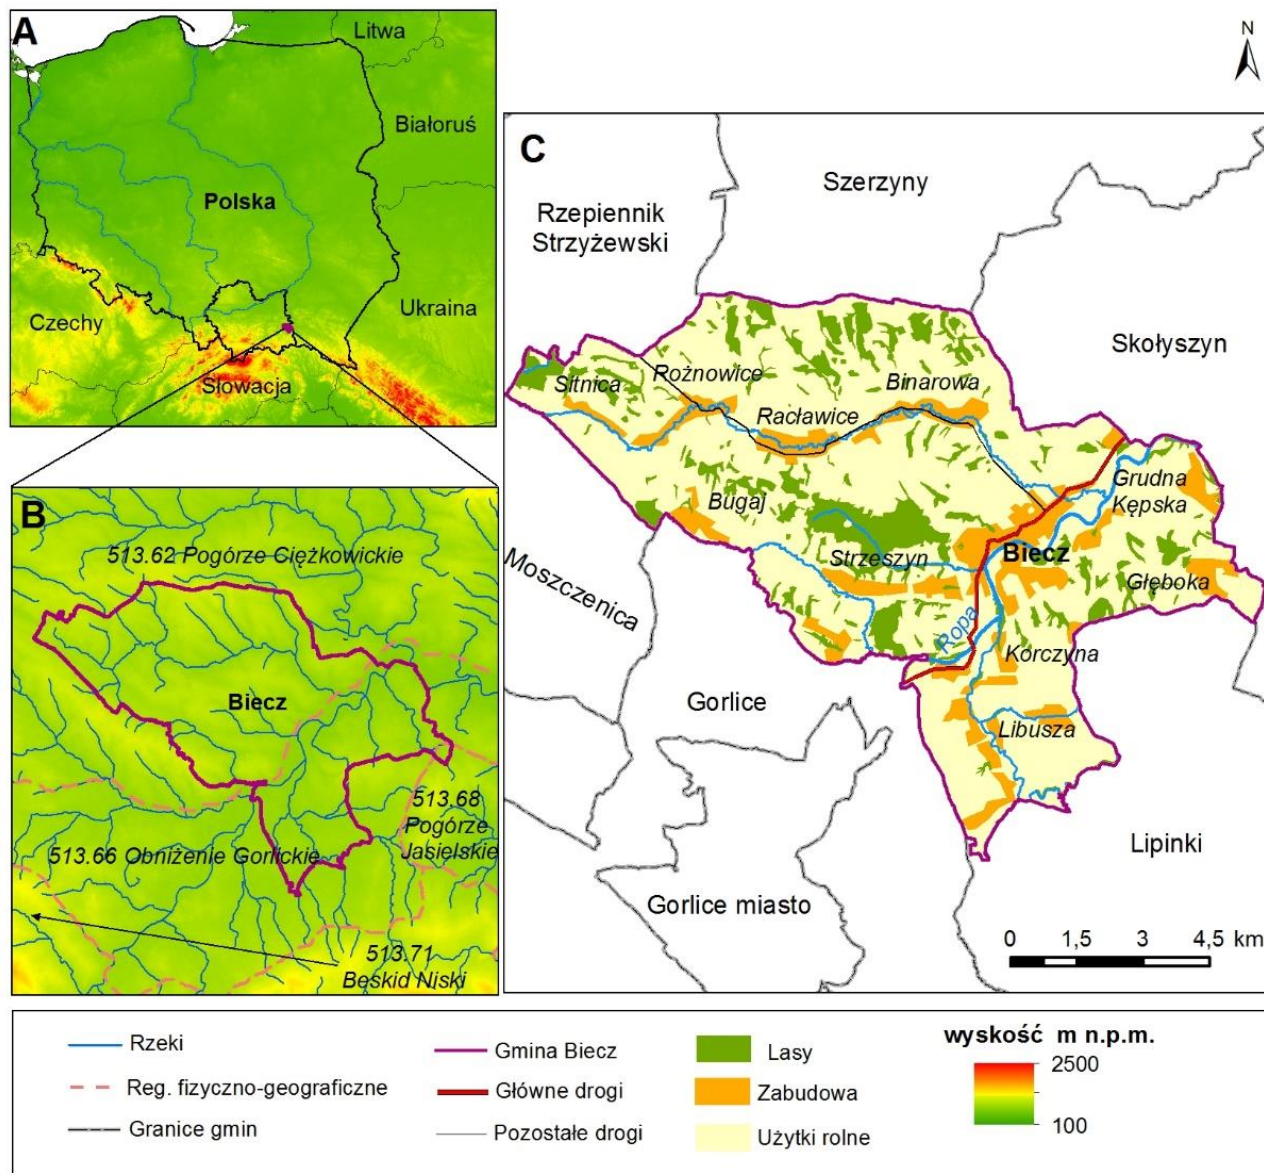 A
Litwa
Białoruś
Polska
Ukraina
Czechy
Słowacja
N
C
Szerzyny
Rzepiennik
Strzyżewski
Skołyszyn
Sitnica
Rożnowice
Binarowa
Racławice
Bugaj
Grudna
Kępska
Strzeszyn
Biecz
Głęboka
Moszczenica
Ropa
Korczyna
Gorlice
Libusza
Lipinki
Gorlice miasto
0 1,5 3 4,5 km
B
513.62 Pogórze Ciężkowickie
Biecz
513.68
Pogórze
Jasielskie
513.66 Obniżenie Gorlickie
513.71
Beskid Niski
Rzeki
Reg. fizyczno-geograficzne
Granice gmin
Gmina Biecz
Główne drogi
Pozostałe drogi
Lasy
Zabudowa
Użytki rolne
wyskość m n.p.m.
2500
100